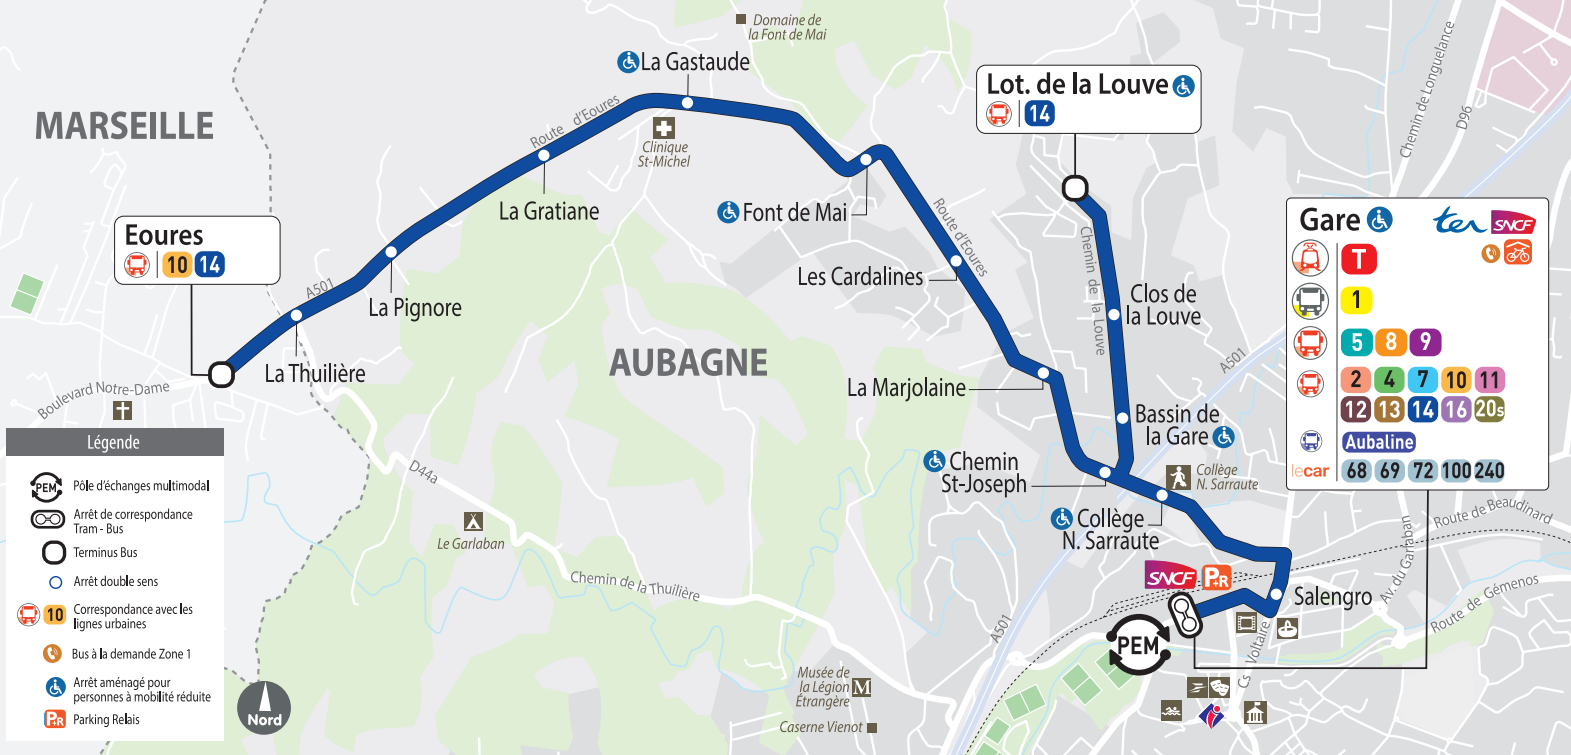 Domaine de
la Font de Mai
La Gastaude
Lot. de la Louve
14
MARSEILLE
Route d'Eoures
Clinique
St-Michel
Chemin de Longuelance
D96
La Gratiane
Font de Mai
Route d'Eoures
Chemin de la Louve
Gare
ter SNCF
T
1
5 8 9
2 4 7 10 11
12 13 14 16 20s
Aubaline
lecar 68 69 72 100 240
Eoures
10 14
A501
La Pignore
Les Cardalines
Clos de
la Louve
A501
La Thuilière
AUBAGNE
La Marjolaine
Boulevard Notre-Dame
Bassin de
la Gare
Chemin
St-Joseph
Collège
N. Sarraute
Collège
N. Sarraute
D44a
Le Garlaban
Chemin de la Thuilière
Route de Beaudinard
Av. du Garlaban
Route de Gémenos
SNCF P+R
Salengro
PEM
A501
Cs Voltaire
Musée de
la Légion
Étrangère
M
Caserne Vienot
Légende
PEM Pôle d'échanges multimodal
Arrêt de correspondance
Tram - Bus
Terminus Bus
Arrêt double sens
10 Correspondance avec les
lignes urbaines
Bus à la demande Zone 1
Arrêt aménagé pour
personnes à mobilité réduite
P+R Parking Relais
Nord